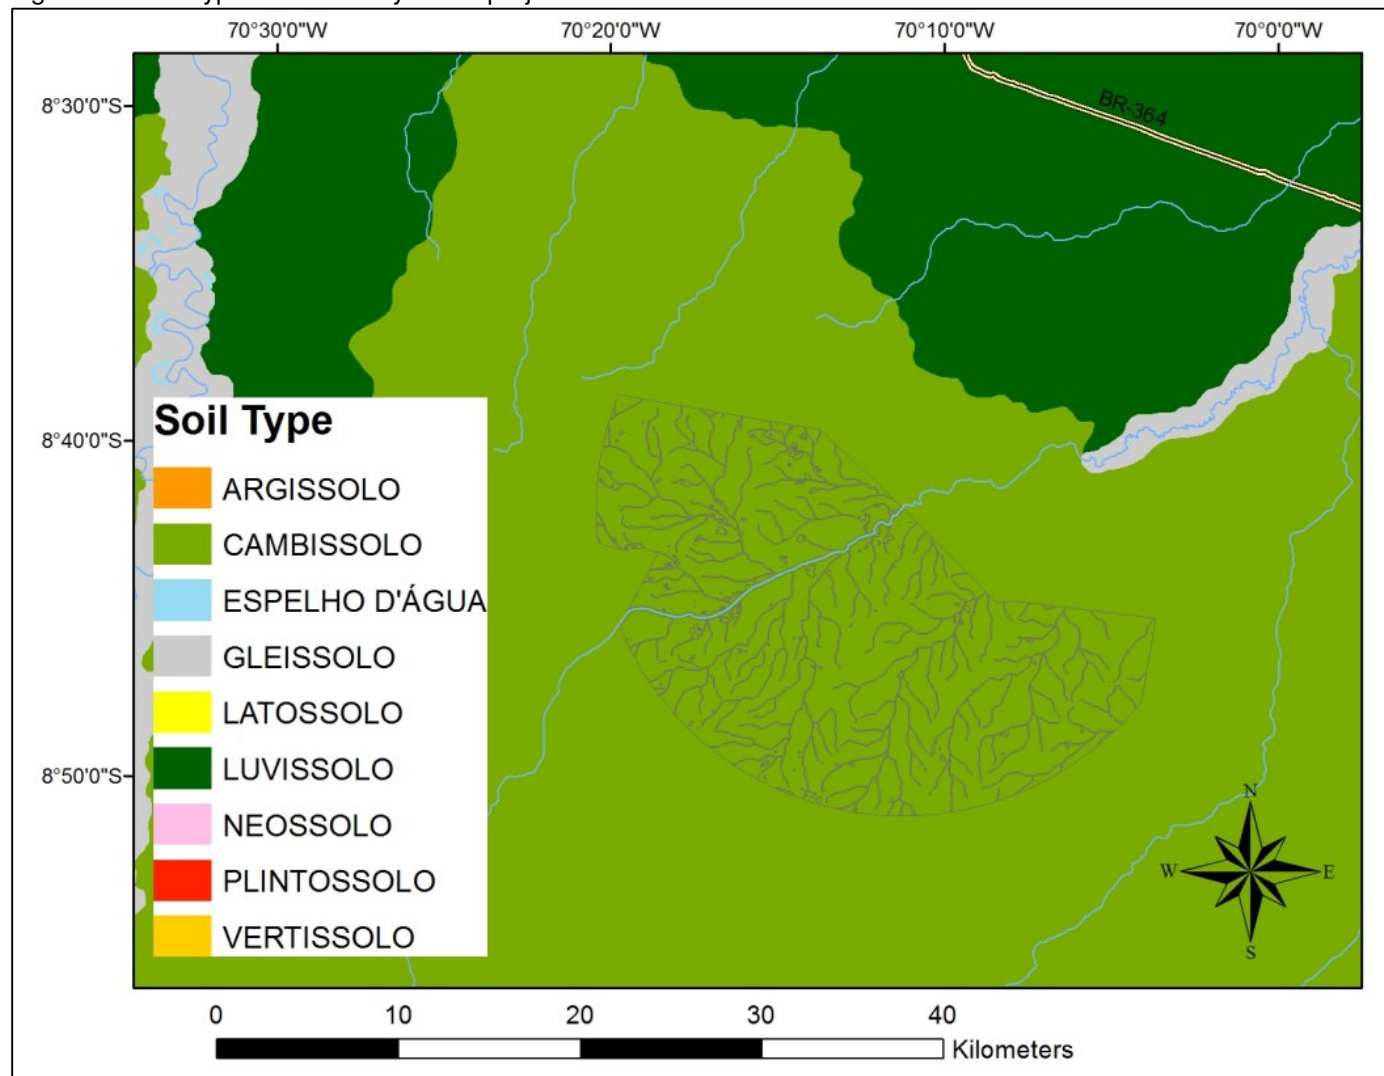 70°30'0"W 70°20'0"W 70°10'0"W 70°0'0"W
8°30'0"S
BR-364
8°40'0"S
Soil Type
ARGISSOLO
CAMBISSOLO
ESPELHO D'ÁGUA
GLEISSOLO
LATOSSOLO
LUVISSOLO
8°50'0"S
NEOSSOLO
PLINTOSSOLO
VERTISSOLO
N
W E
S
0 10 20 30 40
Kilometers